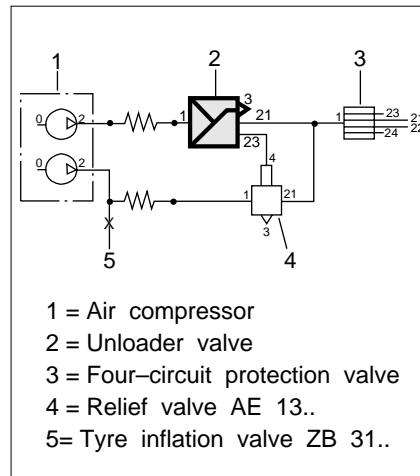 1 2 3
3
0 2 1 21 1 23 21
22
23 24
0 2 4
1 21
3
5 4
1 = Air compressor
2 = Unloader valve
3 = Four–circuit protection valve
4 = Relief valve AE 13..
5= Tyre inflation valve ZB 31..